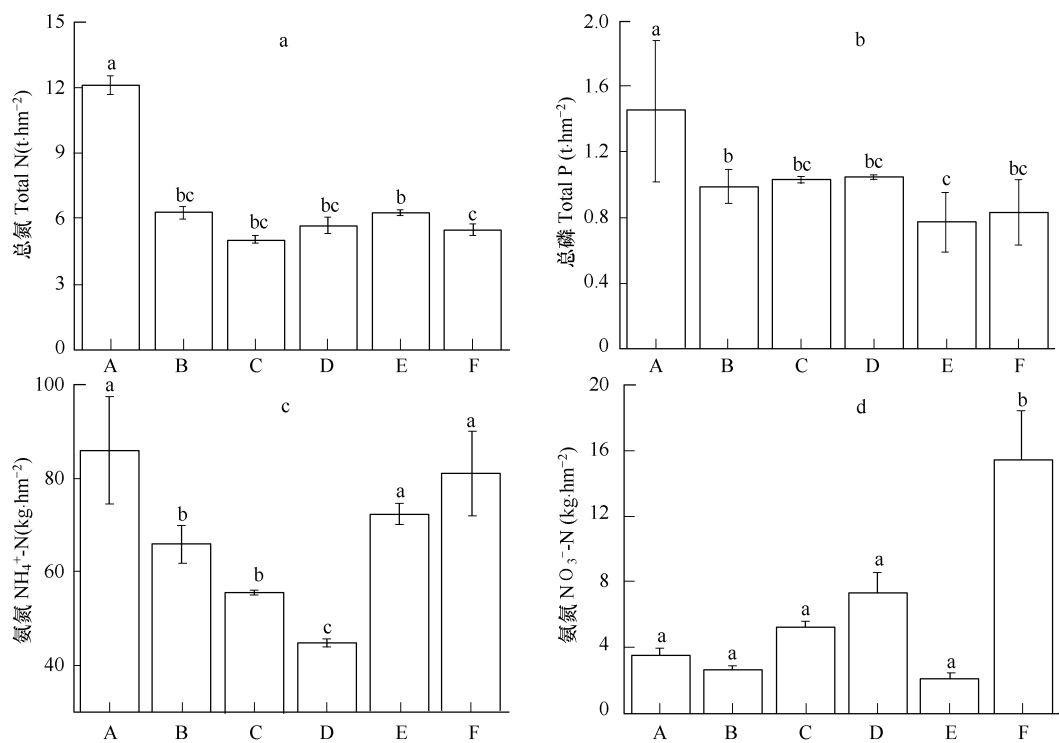 a
总氮 Total N(t·hm⁻²)
15
12
9
6
3
0
a
bc
bc
bc
b
c
A B C D E F
b
总磷 Total P (t·hm⁻²)
2.0
1.6
1.2
0.8
0.4
0
a
b
bc
bc
c
bc
A B C D E F
c
氨氮 NH₄⁺-N(kg·hm⁻²)
100
80
60
40
a
b
b
c
a
a
A B C D E F
d
氨氮 NO₃⁻-N (kg·hm⁻²)
20
16
12
8
4
0
a
a
a
a
a
b
A B C D E F